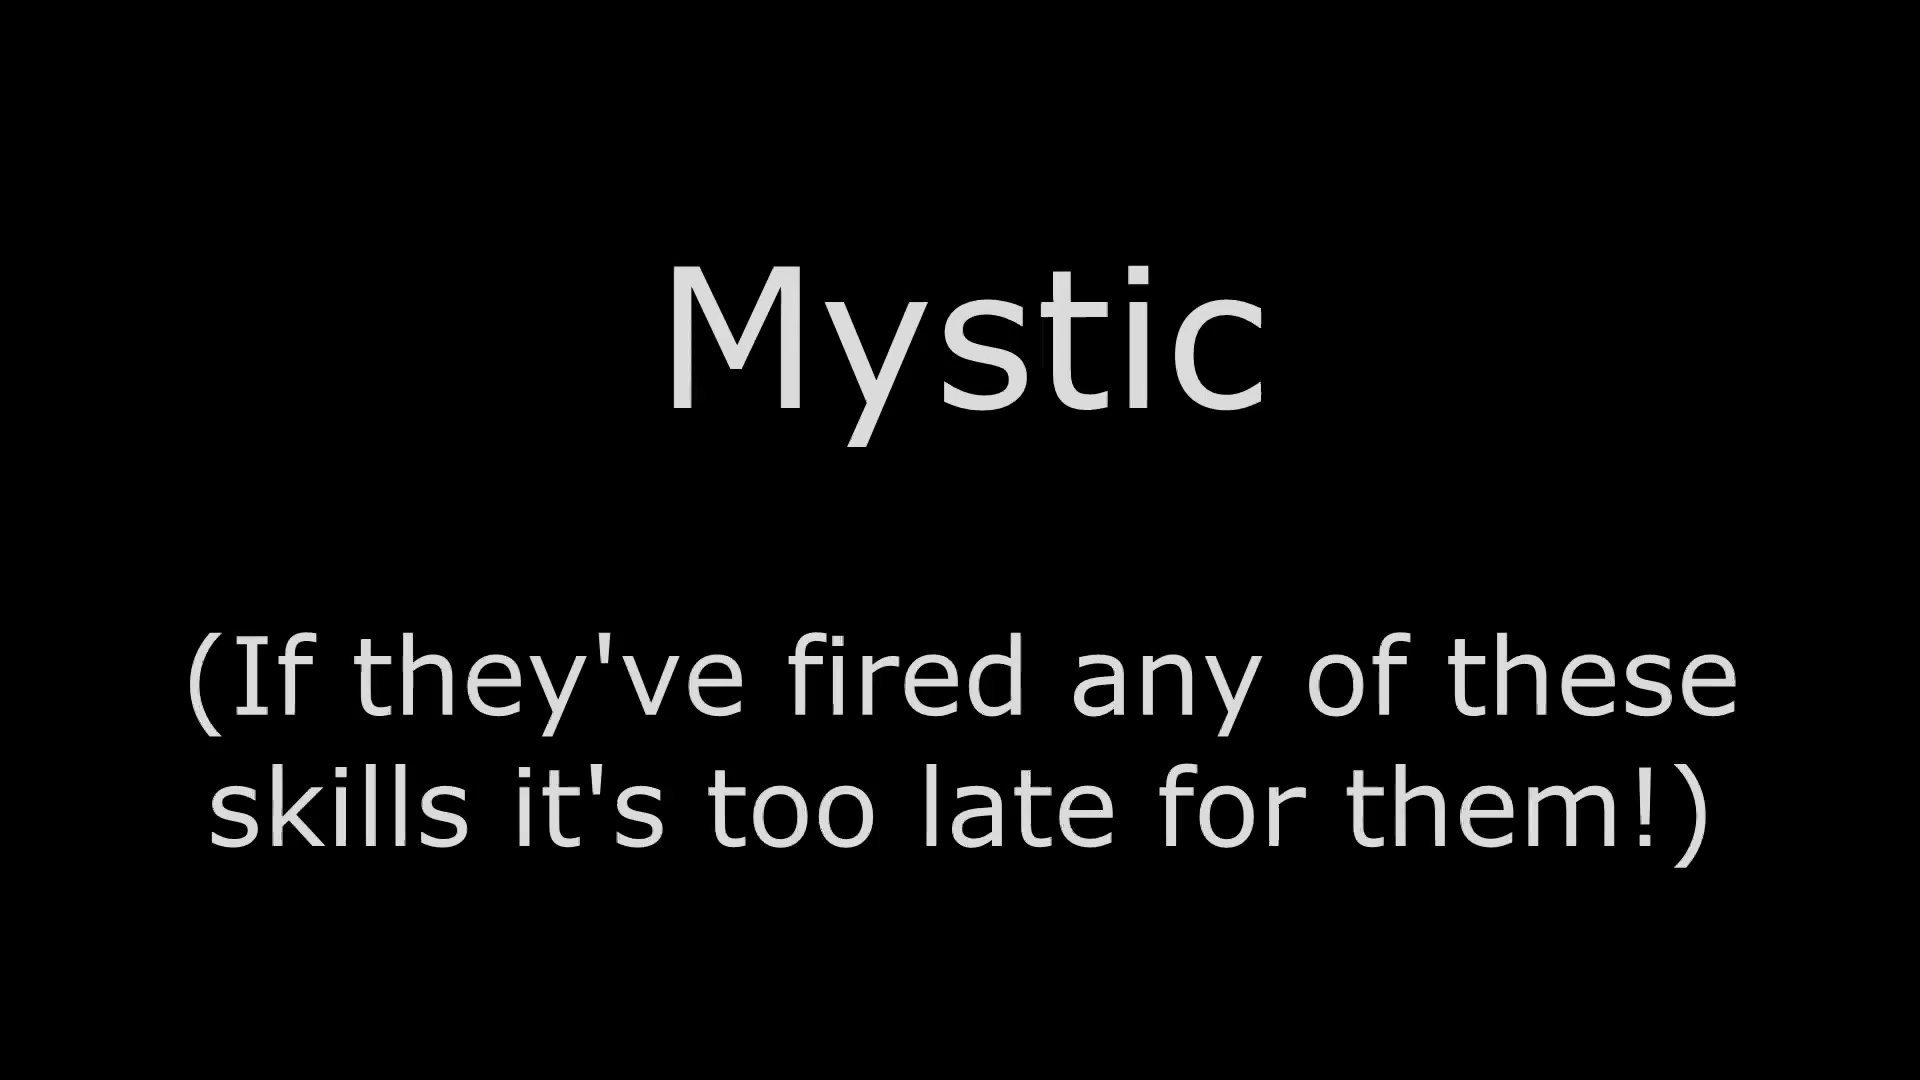 Mystic
(If they've fired any of these
skills it's too late for them!)